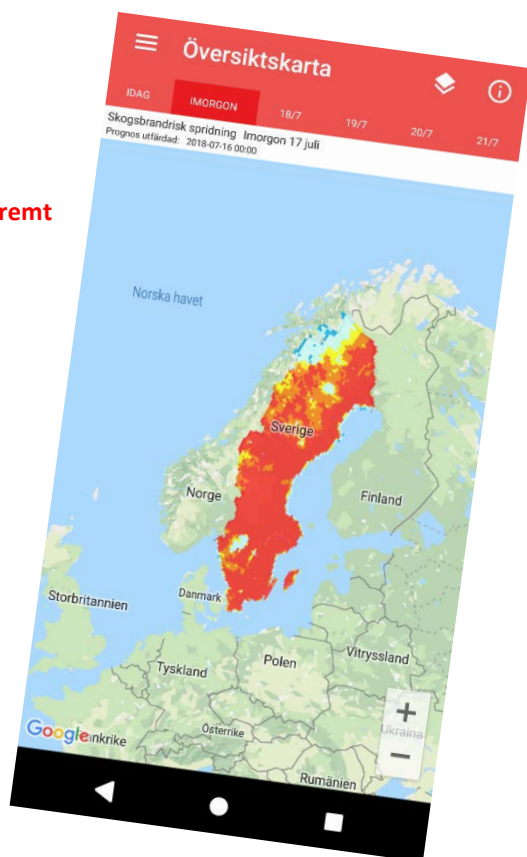 Översiktskarta
IDAG IMORGON 18/7 19/7 20/7 21/7
Skogsbrandrisk spridning Imorgon 17 juli
Prognos utfärdad: 2018-07-16 00:00
remt
Norska havet
Sverige
Norge
Finland
Danmark
Storbritannien
Vitryssland
Polen
Tyskland
+
Ukraina
Österrike
Google nkrike
−
Rumänien